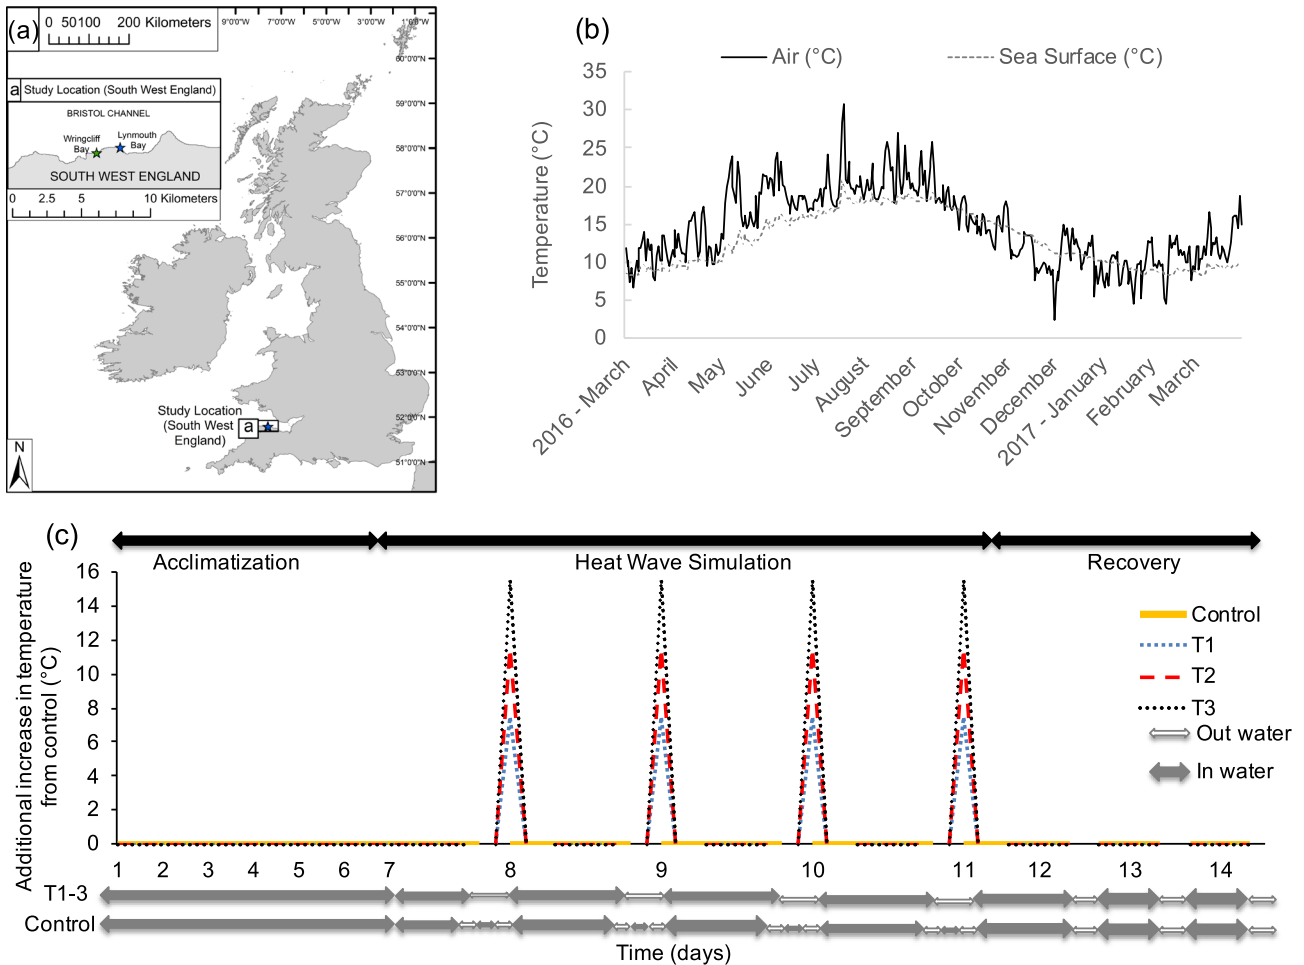 (a)
0 50100 200 Kilometers
9°0'0"W 7°0'0"W 5°0'0"W 3°0'0"W 1°0'0"W
60°0'0"N
59°0'0"N
58°0'0"N
57°0'0"N
56°0'0"N
55°0'0"N
54°0'0"N
53°0'0"N
52°0'0"N
51°0'0"N
a Study Location (South West England)
BRISTOL CHANNEL
Wringcliff
Bay
Lynmouth
Bay
SOUTH WEST ENGLAND
0 2.5 5 10 Kilometers
Study Location
(South West
England)
a
N
(b)
Air (°C) Sea Surface (°C)
Temperature (°C)
35
30
25
20
15
10
5
0
2016 - March
April
May
June
July
August
September
October
November
December
2017 - January
February
March
(c)
Acclimatization Heat Wave Simulation Recovery
Additional increase in temperature
from control (°C)
16
14
12
10
8
6
4
2
0
Control
T1
T2
T3
Out water
In water
1 2 3 4 5 6 7 8 9 10 11 12 13 14
T1-3
Control
Time (days)